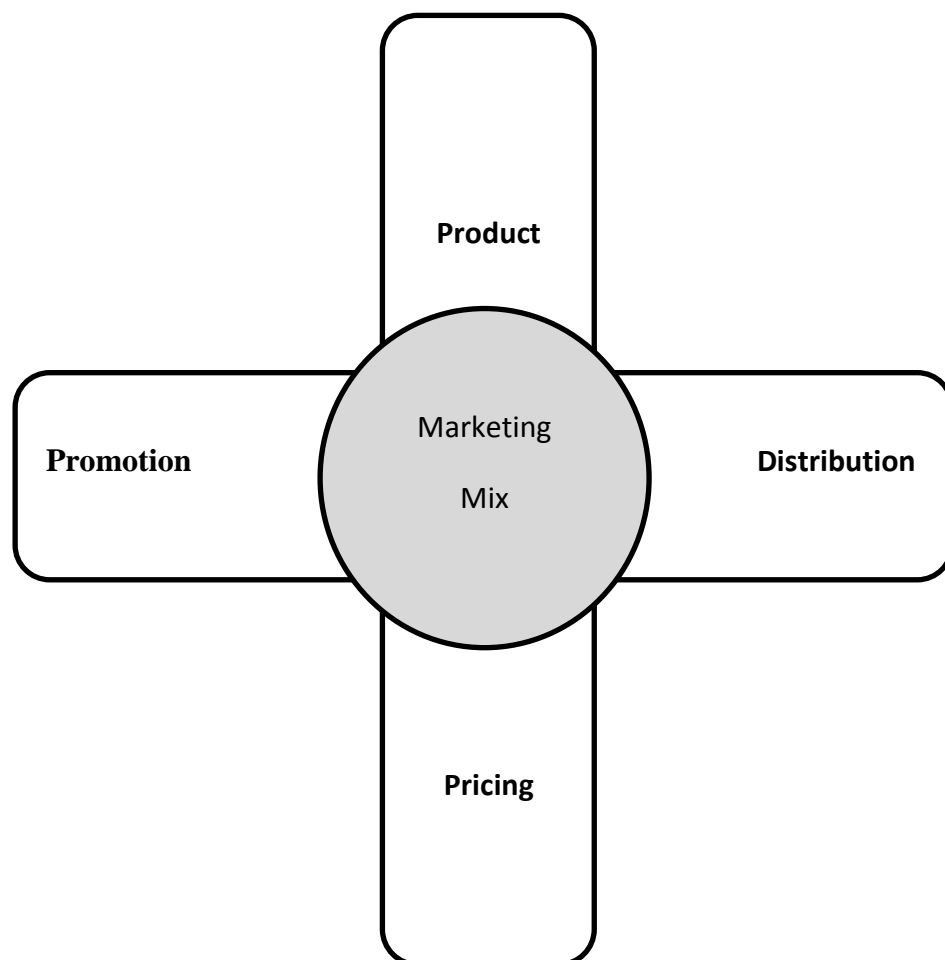 Product
Marketing
Mix
Promotion
Distribution
Pricing